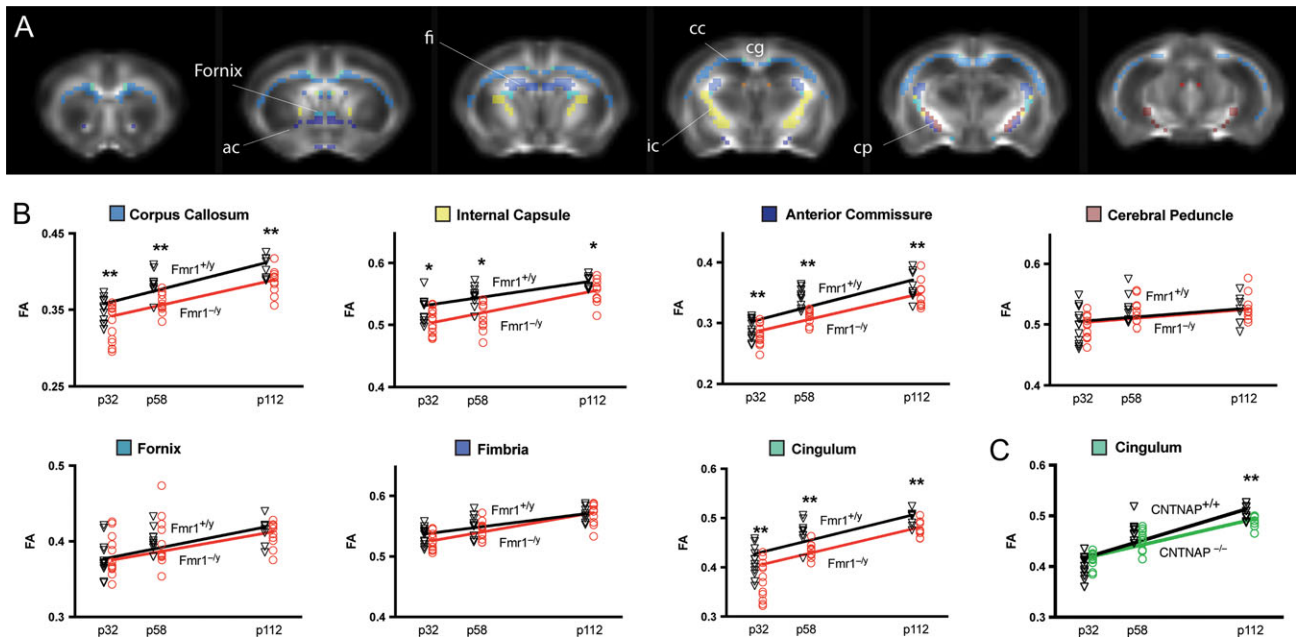 A
Fornix
ac
fi
cc
cg
ic
cp
B
Corpus Callosum
0.45
0.35
0.25
FA
** ** **
Fmr1+/y
Fmr1−/y
p32 p58 p112
Internal Capsule
0.6
0.5
0.4
FA
* * *
Fmr1+/y
Fmr1−/y
p32 p58 p112
Anterior Commissure
0.4
0.3
0.2
FA
** ** **
Fmr1+/y
Fmr1−/y
p32 p58 p112
Cerebral Peduncle
0.6
0.5
0.4
FA
Fmr1+/y
Fmr1−/y
p32 p58 p112
Fornix
0.5
0.4
0.3
FA
Fmr1+/y
Fmr1−/y
p32 p58 p112
Fimbria
0.6
0.5
0.4
FA
Fmr1+/y
Fmr1−/y
p32 p58 p112
Cingulum
0.6
0.5
0.4
0.3
FA
** ** **
Fmr1+/y
Fmr1−/y
p32 p58 p112
C
Cingulum
0.6
0.5
0.4
0.3
FA
**
CNTNAP+/+
CNTNAP −/−
p32 p58 p112